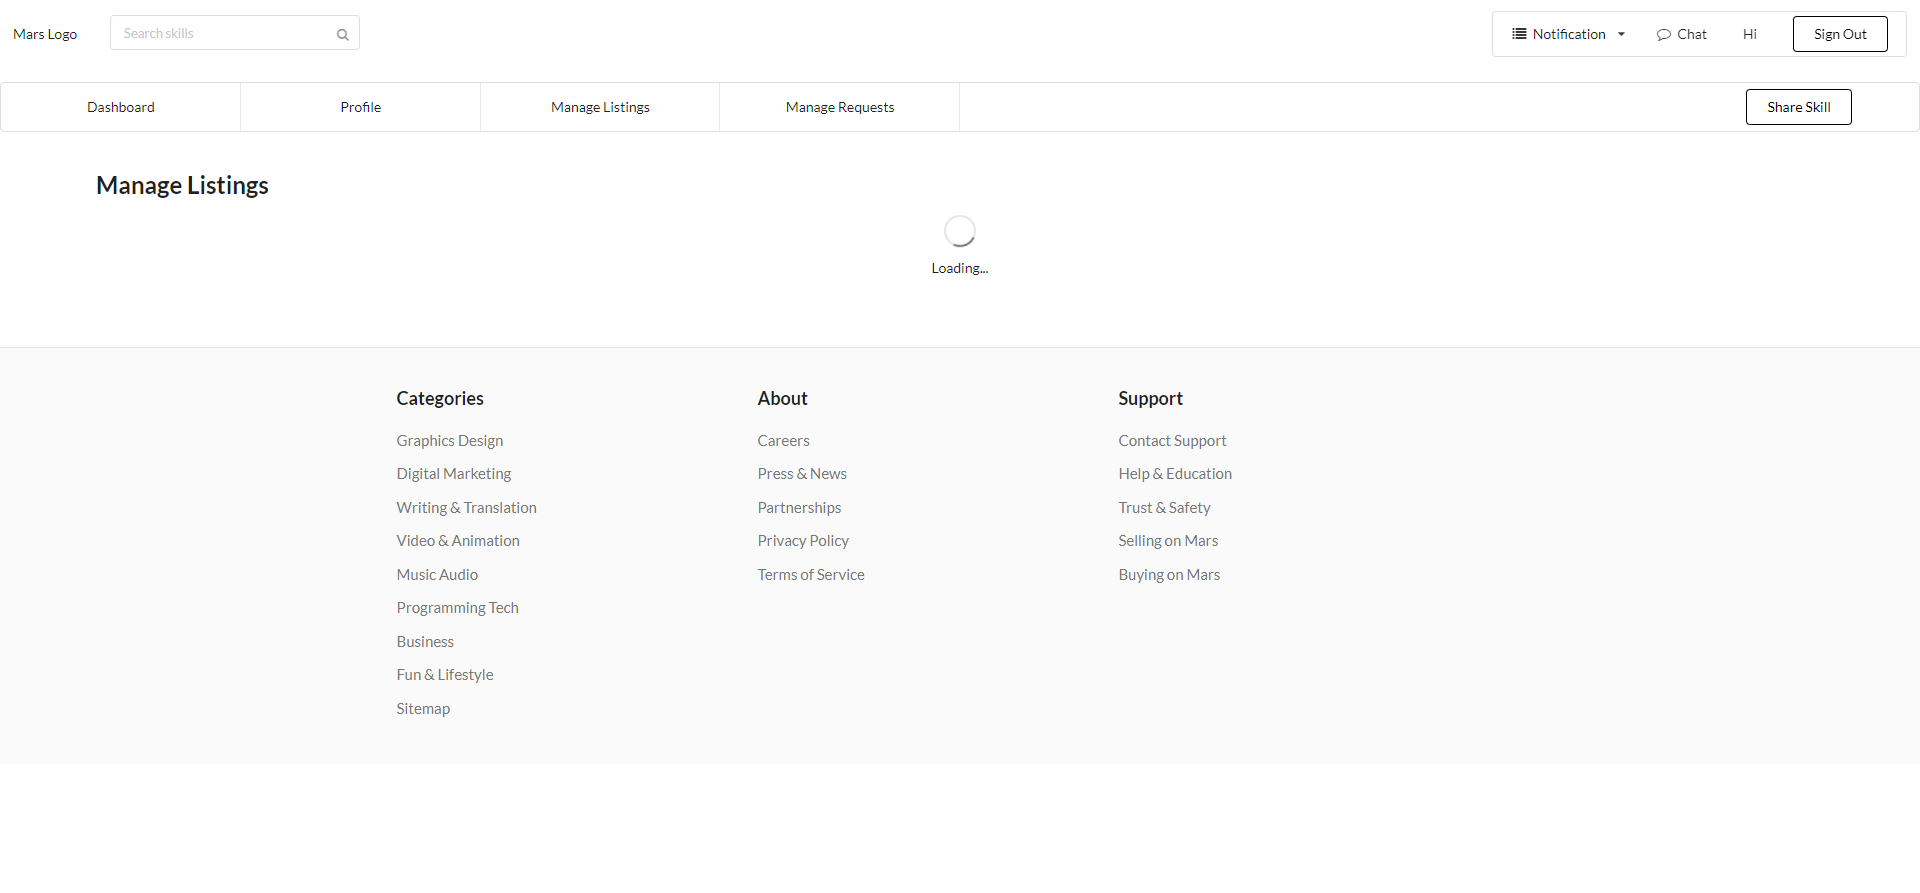 Mars Logo
Search skills
Notification
Chat
Hi
Sign Out
Dashboard
Profile
Manage Listings
Manage Requests
Share Skill
Manage Listings
Loading...
Categories
Graphics Design
Digital Marketing
Writing & Translation
Video & Animation
Music Audio
Programming Tech
Business
Fun & Lifestyle
Sitemap
About
Careers
Press & News
Partnerships
Privacy Policy
Terms of Service
Support
Contact Support
Help & Education
Trust & Safety
Selling on Mars
Buying on Mars